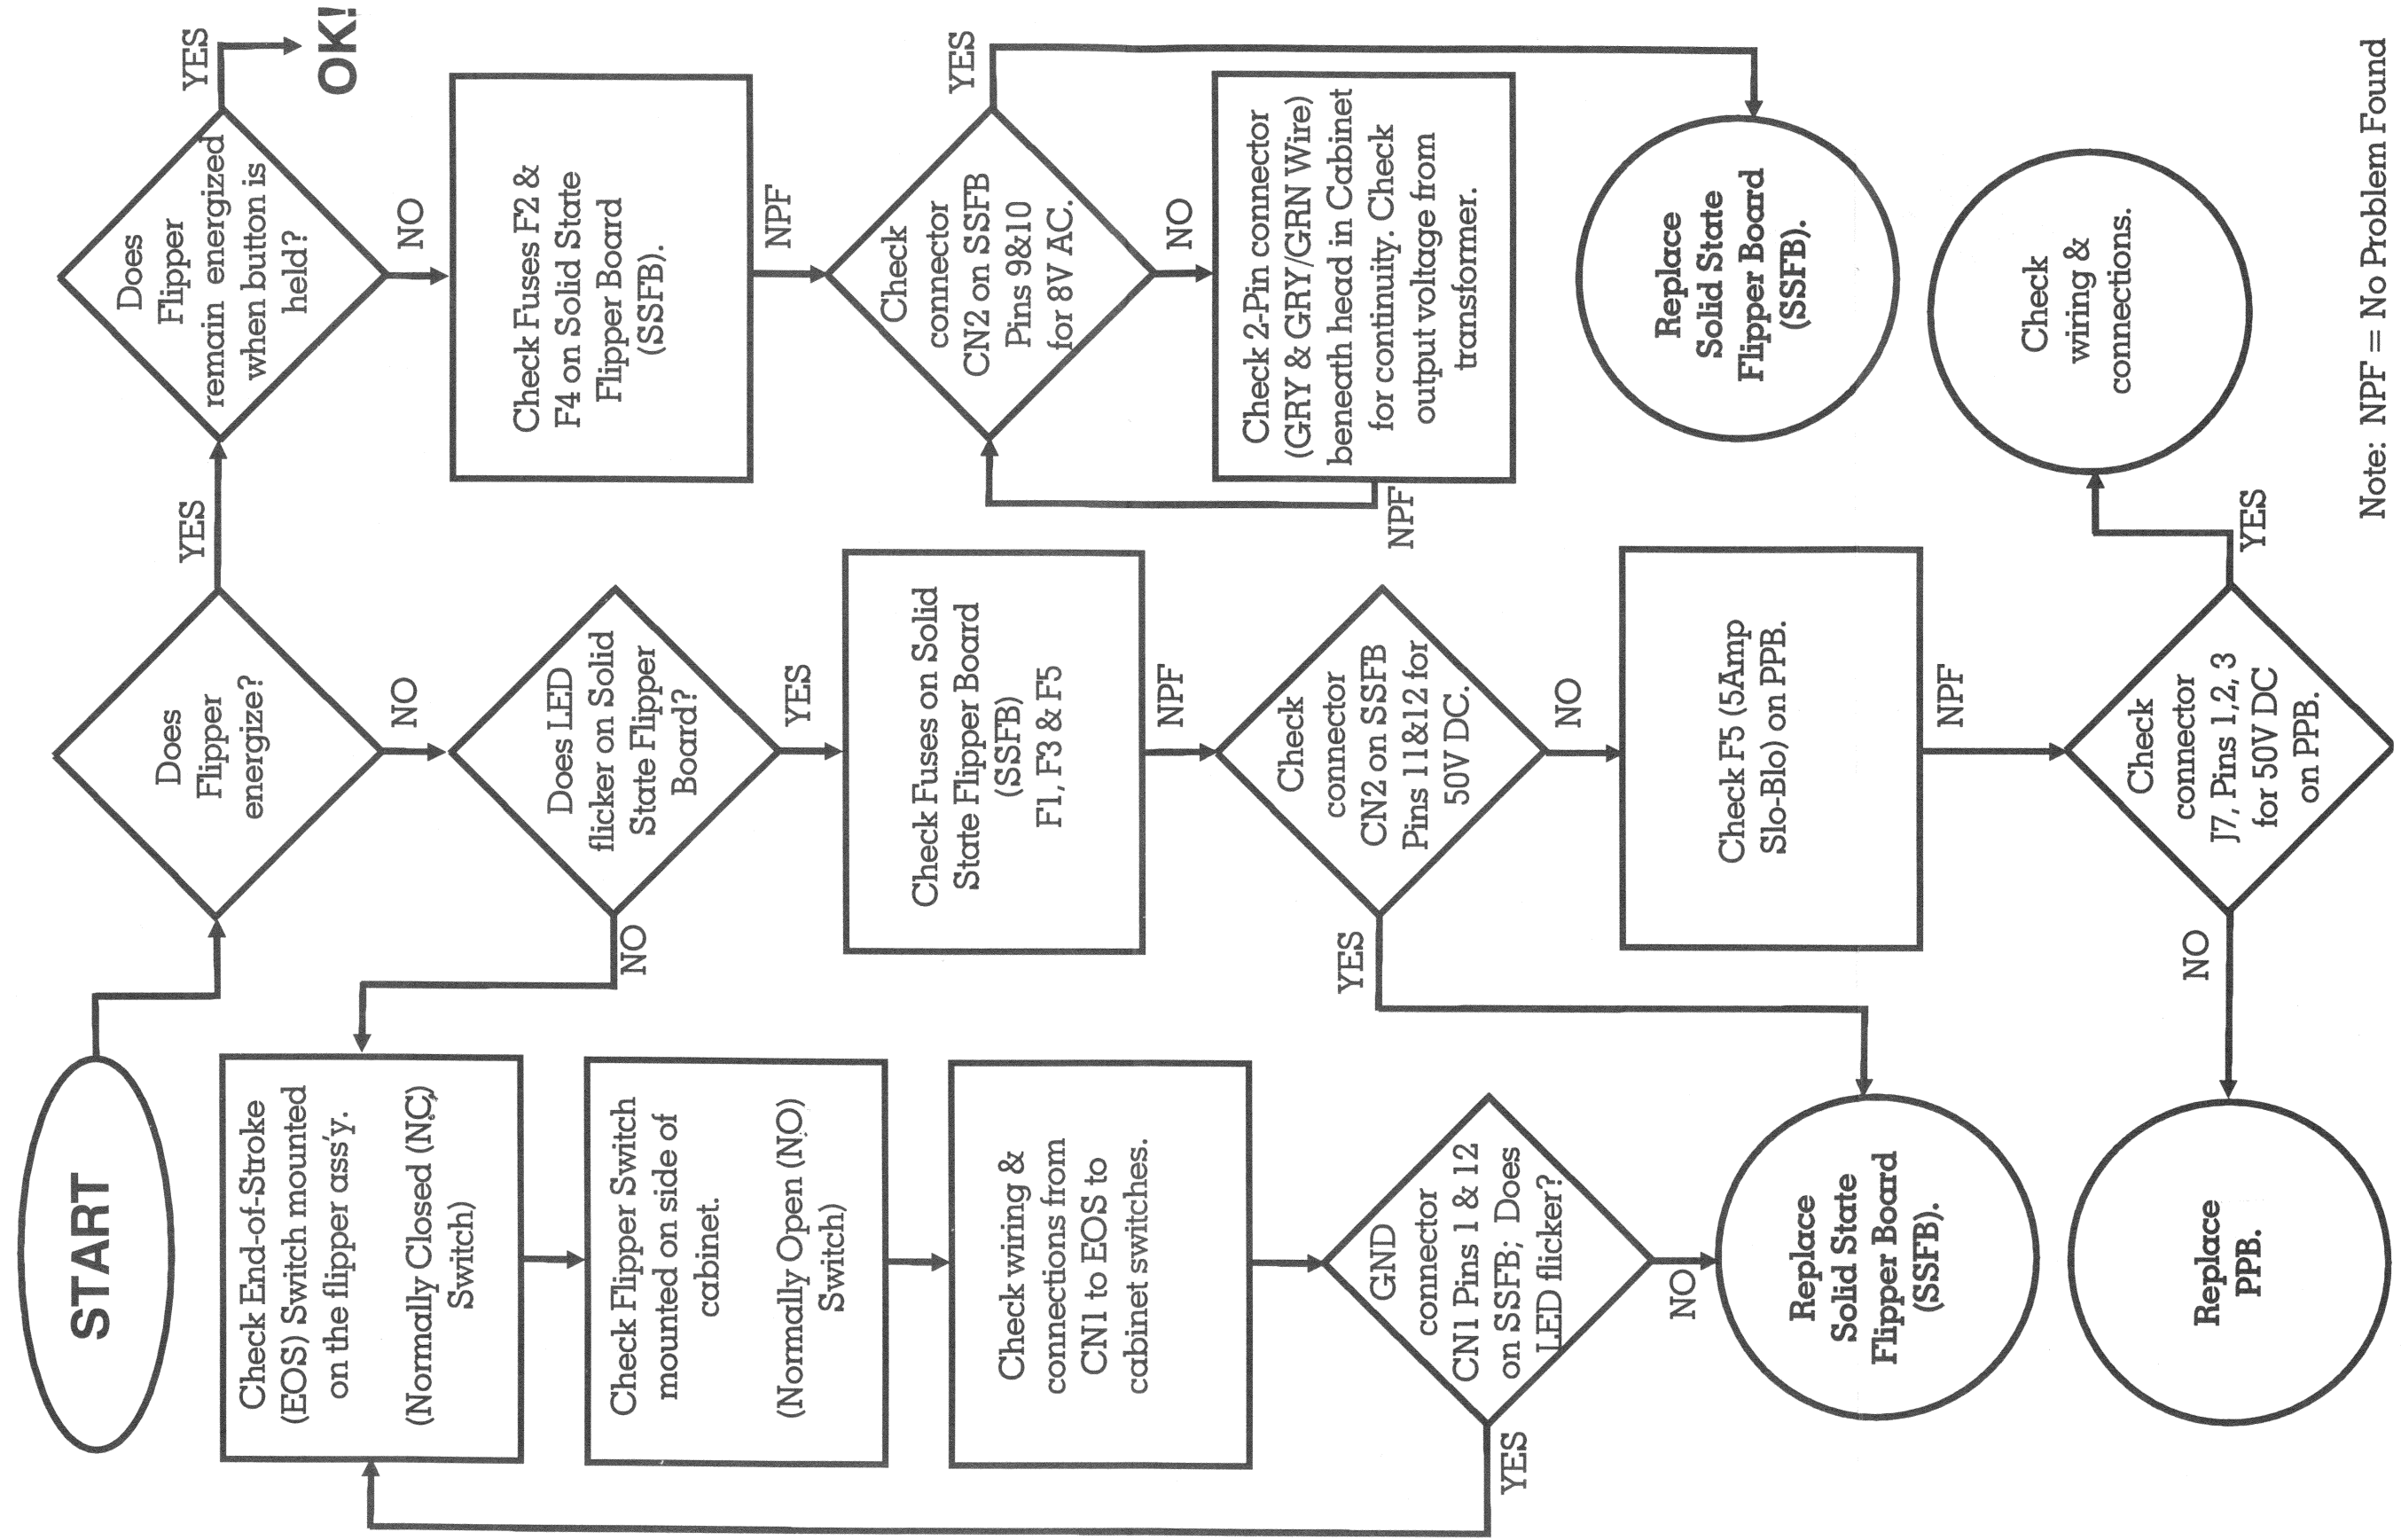 START
Does
Flipper
energize?
YES
Does
Flipper
remain energized
when button is
held?
YES
OK!
NO
Check Fuses F2 &
F4 on Solid State
Flipper Board
(SSFB).
NPF
Check
connector
CN2 on SSFB
Pins 9&10
for 8V AC.
YES
NO
Check 2-Pin connector
(GRY & GRY/GRN Wire)
beneath head in Cabinet
for continuity. Check
output voltage from
transformer.
NPF
Replace
Solid State
Flipper Board
(SSFB).
NO
Does LED
flicker on Solid
State Flipper
Board?
NO
YES
Check Fuses on Solid
State Flipper Board
(SSFB)
F1, F3 & F5
NPF
Check
connector
CN2 on SSFB
Pins 11&12 for
50V DC.
YES
NO
Check F5 (5Amp
Slo-Blo) on PPB.
NPF
Check
connector
J7, Pins 1,2,3
for 50V DC
on PPB.
YES
Check
wiring &
connections.
NO
Replace
PPB.
Check End-of-Stroke
(EOS) Switch mounted
on the flipper ass'y.
(Normally Closed (NC)
Switch)
Check Flipper Switch
mounted on side of
cabinet.
(Normally Open (NO)
Switch)
Check wiring &
connections from
CN1 to EOS to
cabinet switches.
GND
connector
CN1 Pins 1 & 12
on SSFB; Does
LED flicker?
YES
NO
Replace
Solid State
Flipper Board
(SSFB).
Note: NPF = No Problem Found